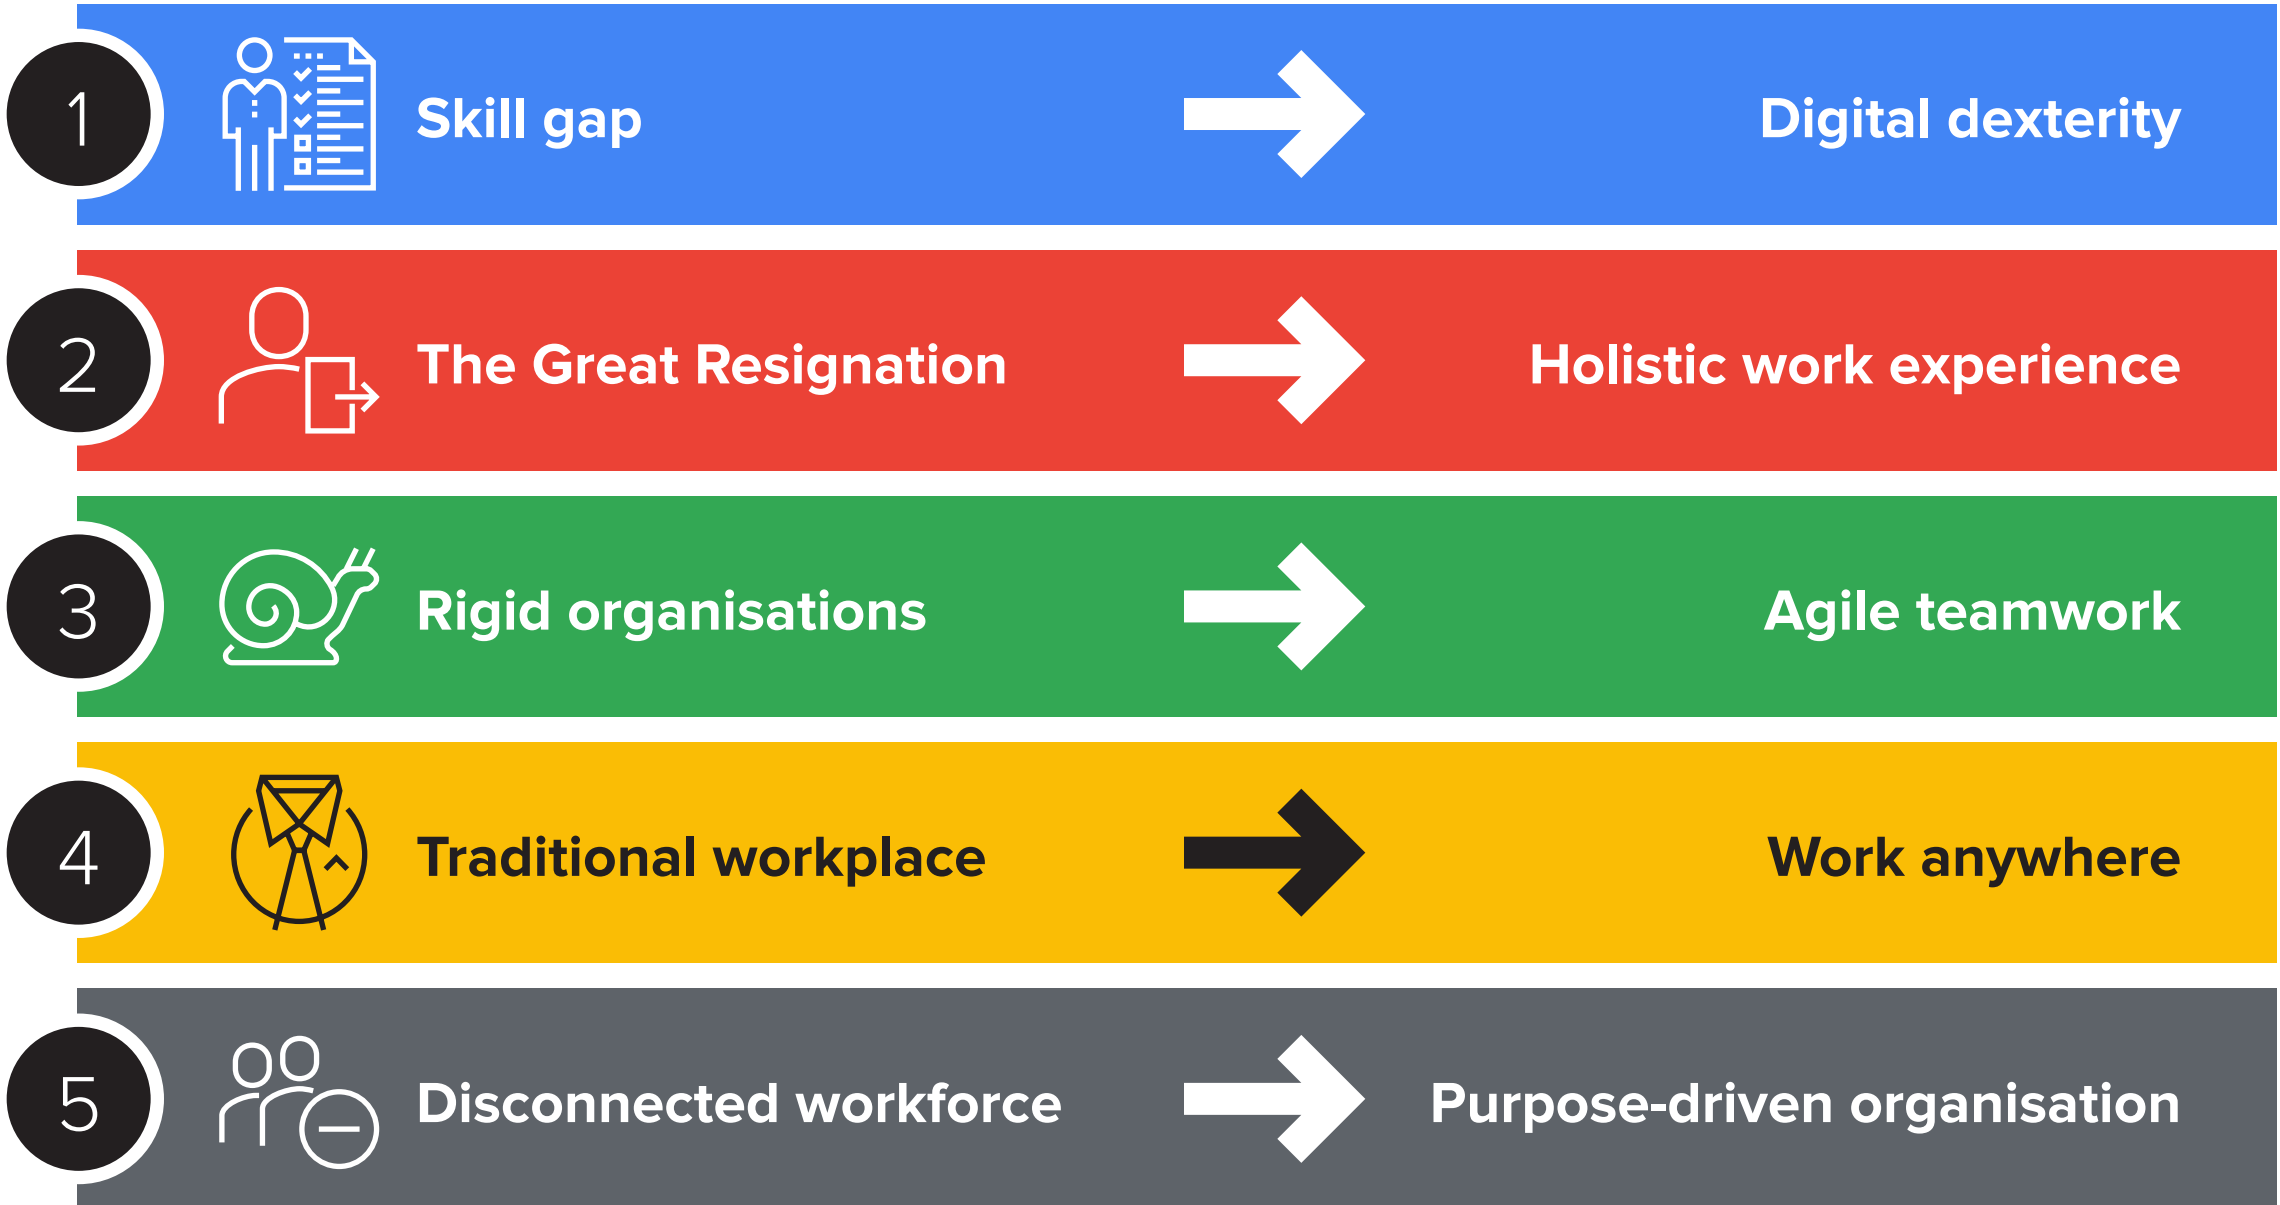 1
Skill gap
Digital dexterity
2
The Great Resignation
Holistic work experience
3
Rigid organisations
Agile teamwork
4
Traditional workplace
Work anywhere
5
Disconnected workforce
Purpose-driven organisation